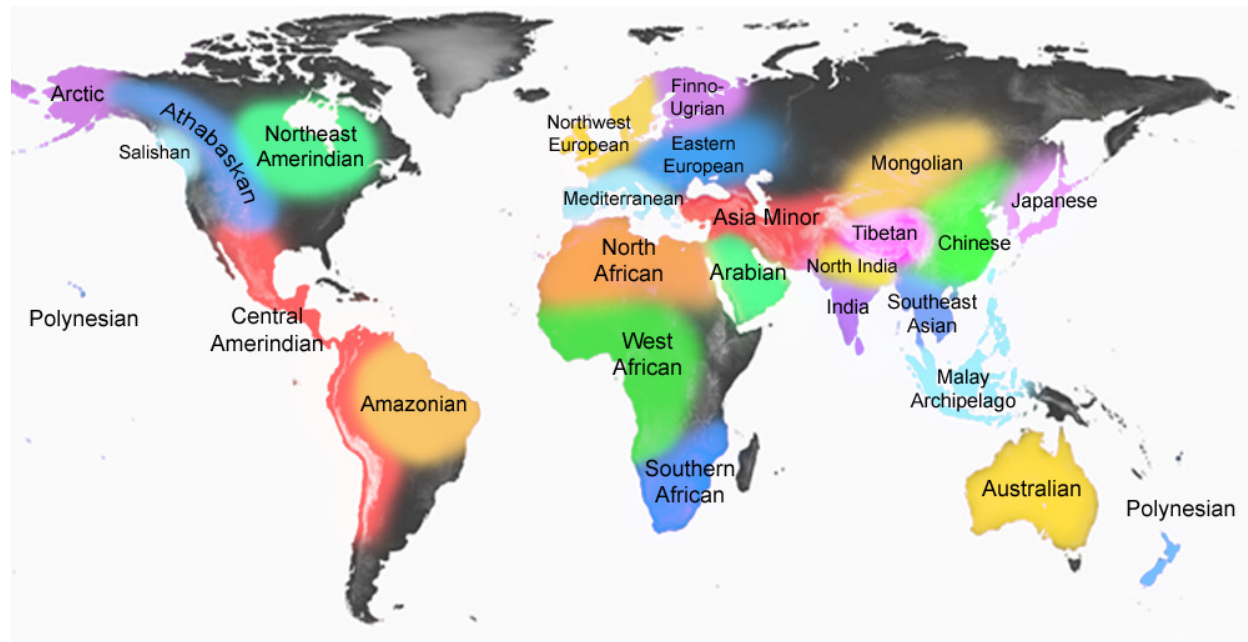 Arctic
Athabaskan
Salishan
Northeast
Amerindian
Central
Amerindian
Amazonian
Polynesian
Finno-
Ugrian
Northwest
European
Eastern
European
Mediterranean
Asia Minor
North
African
Arabian
West
African
Southern
African
Mongolian
Tibetan
Chinese
Japanese
North India
India
Southeast
Asian
Malay
Archipelago
Australian
Polynesian